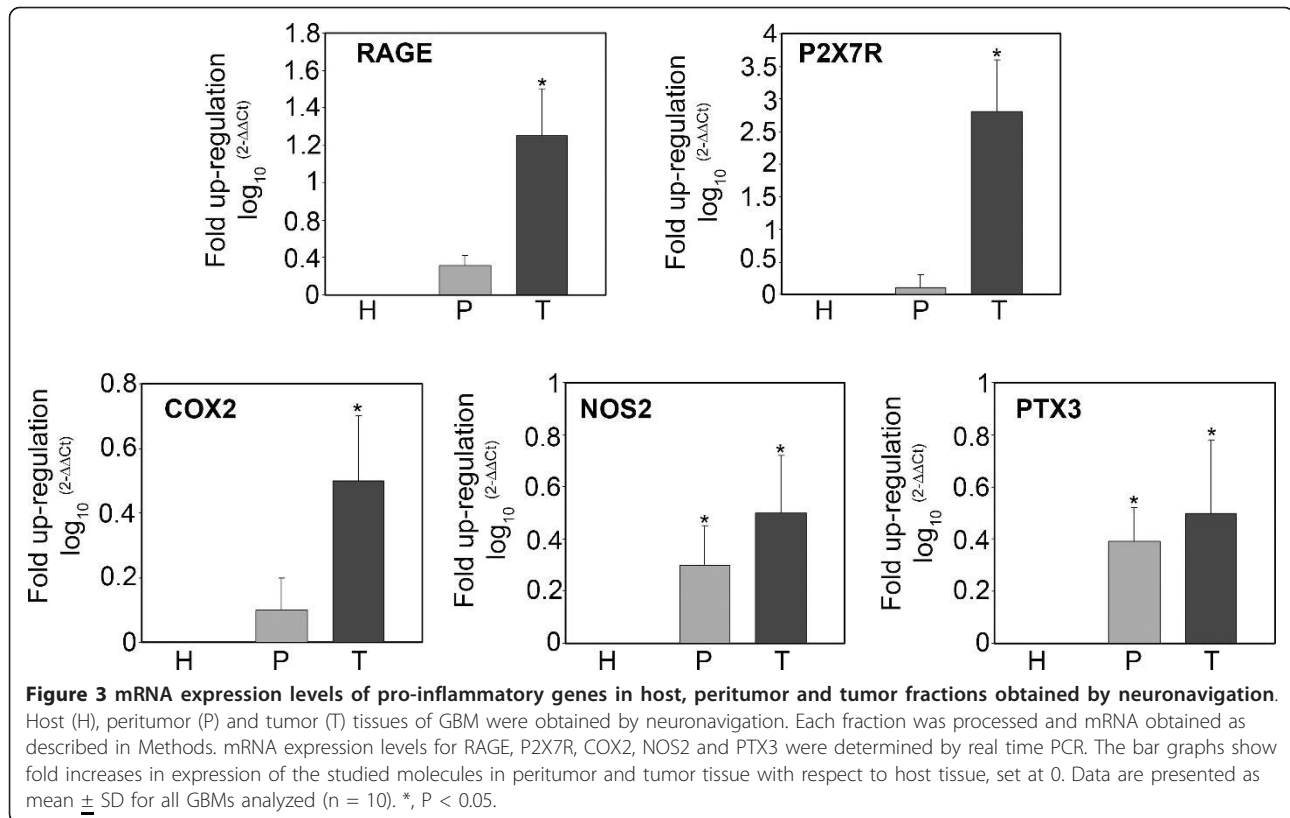 RAGE
Fold up-regulation
log₁₀ (2-ΔΔCt)
1.8
1.6
1.4
1.2
1
0.8
0.4
0
*
H P T
P2X7R
Fold up-regulation
log₁₀ (2-ΔΔCt)
4
3.5
3
2.5
2
1.5
1
0.5
0
*
H P T
COX2
Fold up-regulation
log₁₀ (2-ΔΔCt)
0.8
0.6
0.4
0.2
0
*
H P T
NOS2
Fold up-regulation
log₁₀ (2-ΔΔCt)
1
0.8
0.6
0.4
0.2
0
* *
H P T
PTX3
Fold up-regulation
log₁₀ (2-ΔΔCt)
1
0.8
0.6
0.4
0.2
0
* *
H P T
Figure 3 mRNA expression levels of pro-inflammatory genes in host, peritumor and tumor fractions obtained by neuronavigation.
Host (H), peritumor (P) and tumor (T) tissues of GBM were obtained by neuronavigation. Each fraction was processed and mRNA obtained as
described in Methods. mRNA expression levels for RAGE, P2X7R, COX2, NOS2 and PTX3 were determined by real time PCR. The bar graphs show
fold increases in expression of the studied molecules in peritumor and tumor tissue with respect to host tissue, set at 0. Data are presented as
mean ± SD for all GBMs analyzed (n = 10). *, P < 0.05.